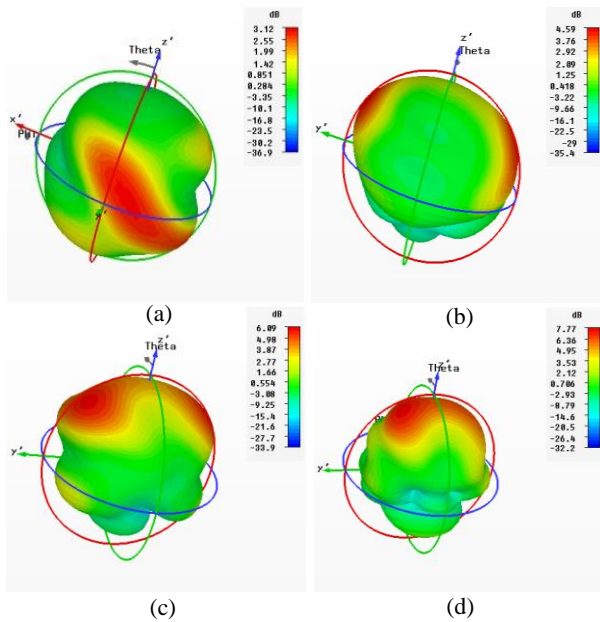 dB
3.12
2.55
1.99
1.42
0.851
0.284
-3.35
-10.1
-16.8
-23.5
-30.2
-36.9
z'
Theta
x'
(a)
dB
4.59
3.76
2.92
2.09
1.25
0.418
-3.22
-9.66
-16.1
-22.5
-29
-35.4
z'
Theta
y'
(b)
dB
6.09
4.98
3.87
2.77
1.66
0.554
-3.08
-9.25
-15.4
-21.6
-27.7
-33.9
z'
Theta
y'
(c)
dB
7.77
6.36
4.95
3.53
2.12
0.706
-2.93
-8.79
-14.6
-20.5
-26.4
-32.2
z'
Theta
y'
(d)